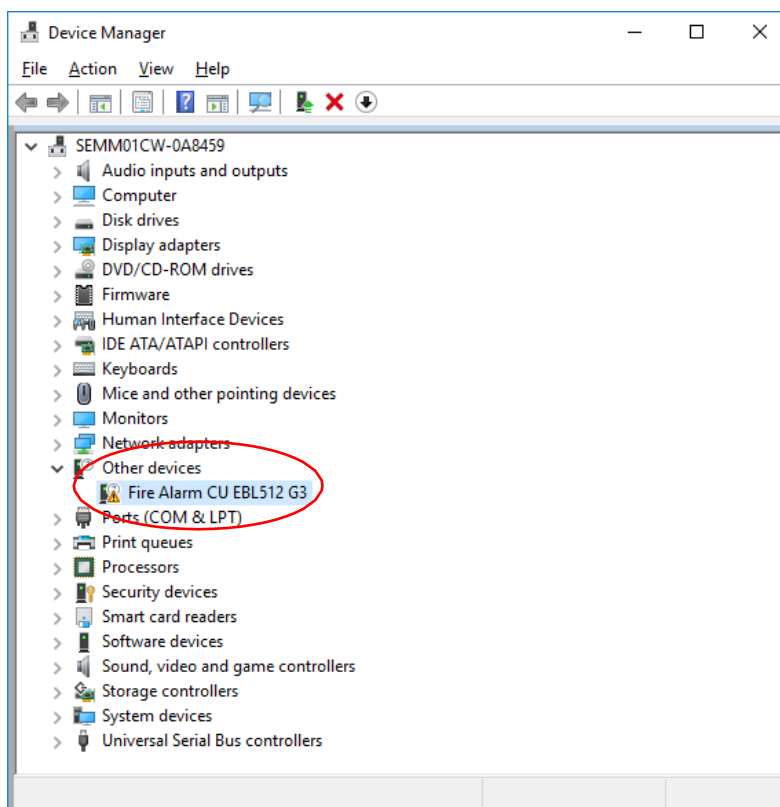 Device Manager
File Action View Help
SEMM01CW-0A8459
Audio inputs and outputs
Computer
Disk drives
Display adapters
DVD/CD-ROM drives
Firmware
Human Interface Devices
IDE ATA/ATAPI controllers
Keyboards
Mice and other pointing devices
Monitors
Network adapters
Other devices
Fire Alarm CU EBL512 G3
Ports (COM & LPT)
Print queues
Processors
Security devices
Smart card readers
Software devices
Sound, video and game controllers
Storage controllers
System devices
Universal Serial Bus controllers